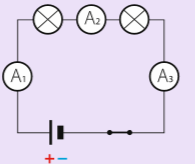 A₂
A₁ A₃
+ −